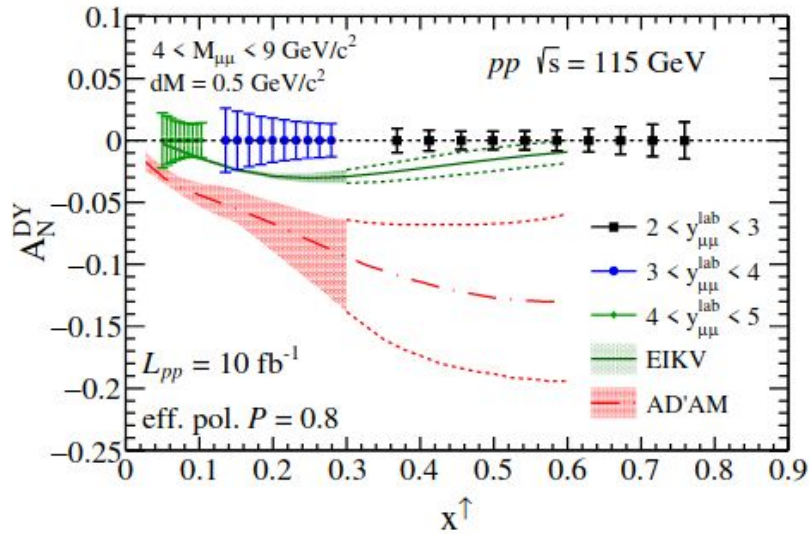 4 < M_μμ < 9 GeV/c²
dM = 0.5 GeV/c²
pp √s = 115 GeV
A_N^DY
0.1
0.05
0
−0.05
−0.1
−0.15
−0.2
−0.25
2 < y_μμ^lab < 3
3 < y_μμ^lab < 4
4 < y_μμ^lab < 5
EIKV
AD'AM
L_pp = 10 fb⁻¹
eff. pol. P = 0.8
0 0.1 0.2 0.3 0.4 0.5 0.6 0.7 0.8 0.9
x^↑